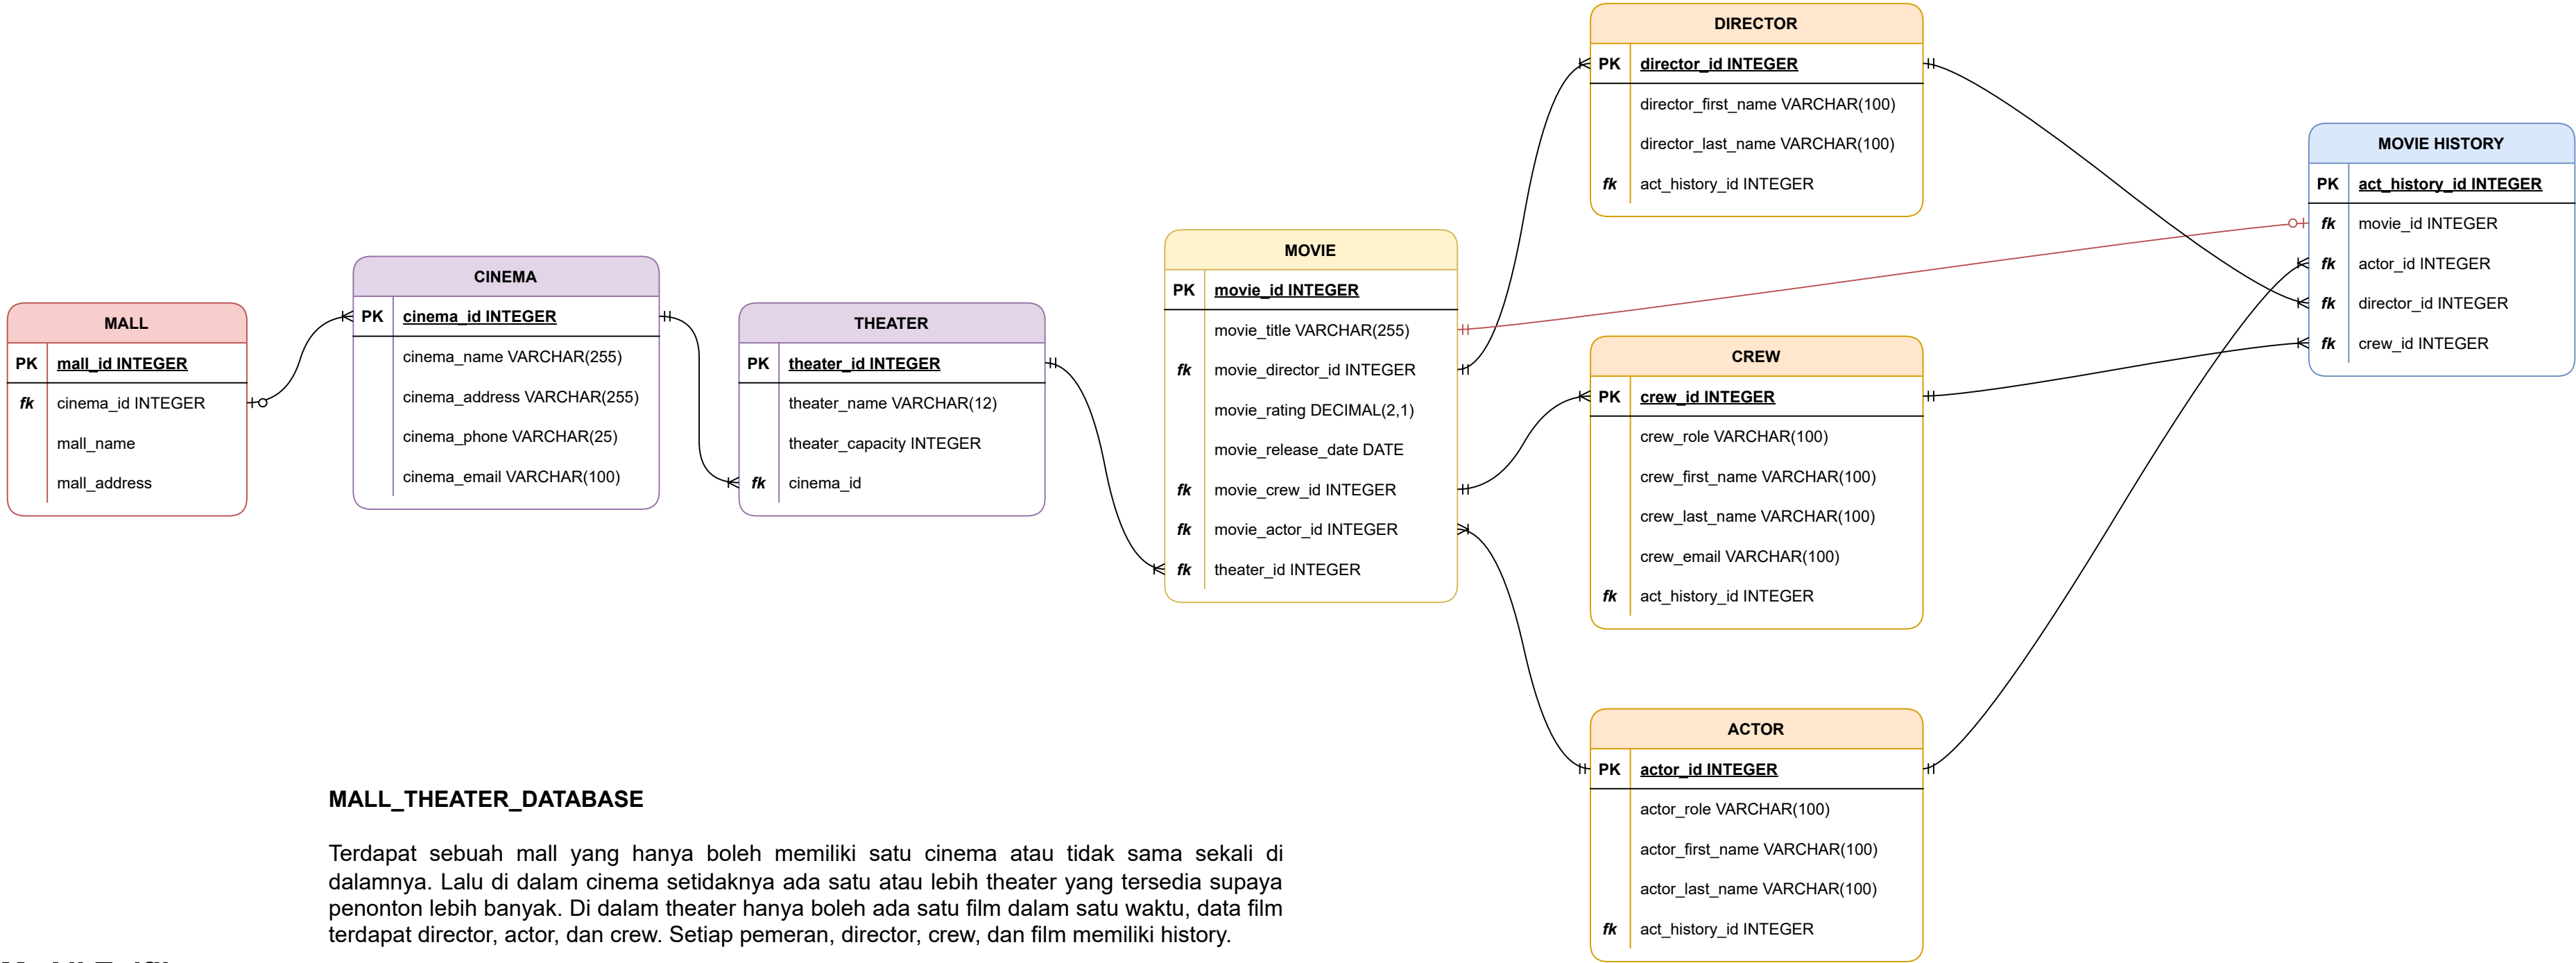 DIRECTOR
PK director_id INTEGER
director_first_name VARCHAR(100)
director_last_name VARCHAR(100)
fk act_history_id INTEGER
MOVIE HISTORY
PK act_history_id INTEGER
fk movie_id INTEGER
fk actor_id INTEGER
fk director_id INTEGER
fk crew_id INTEGER
MOVIE
PK movie_id INTEGER
movie_title VARCHAR(255)
fk movie_director_id INTEGER
movie_rating DECIMAL(2,1)
movie_release_date DATE
fk movie_crew_id INTEGER
fk movie_actor_id INTEGER
fk theater_id INTEGER
CINEMA
PK cinema_id INTEGER
cinema_name VARCHAR(255)
cinema_address VARCHAR(255)
cinema_phone VARCHAR(25)
cinema_email VARCHAR(100)
MALL
PK mall_id INTEGER
fk cinema_id INTEGER
mall_name
mall_address
THEATER
PK theater_id INTEGER
theater_name VARCHAR(12)
theater_capacity INTEGER
fk cinema_id
CREW
PK crew_id INTEGER
crew_role VARCHAR(100)
crew_first_name VARCHAR(100)
crew_last_name VARCHAR(100)
crew_email VARCHAR(100)
fk act_history_id INTEGER
ACTOR
PK actor_id INTEGER
actor_role VARCHAR(100)
actor_first_name VARCHAR(100)
actor_last_name VARCHAR(100)
fk act_history_id INTEGER
MALL_THEATER_DATABASE
Terdapat sebuah mall yang hanya boleh memiliki satu cinema atau tidak sama sekali di
dalamnya. Lalu di dalam cinema setidaknya ada satu atau lebih theater yang tersedia supaya
penonton lebih banyak. Di dalam theater hanya boleh ada satu film dalam satu waktu, data film
terdapat director, actor, dan crew. Setiap pemeran, director, crew, dan film memiliki history.